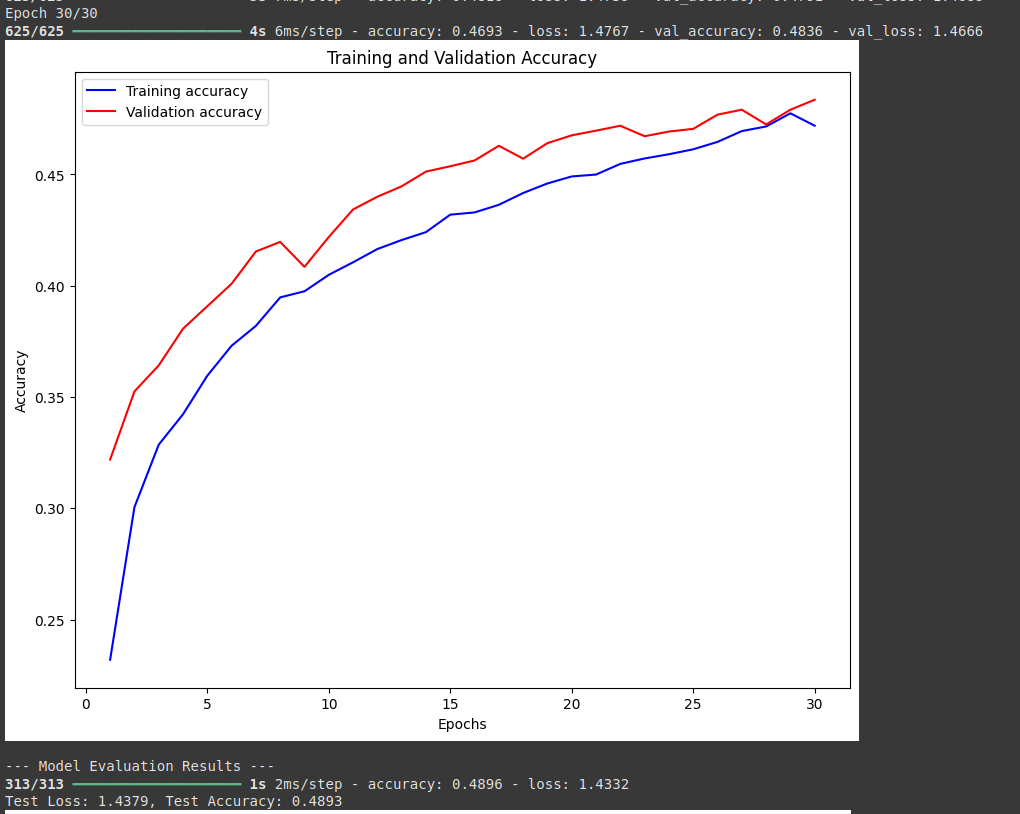 Epoch 30/30
625/625 ━━━━━━━━━━━━━━━━━━━━ 4s 6ms/step - accuracy: 0.4693 - loss: 1.4767 - val_accuracy: 0.4836 - val_loss: 1.4666
Training and Validation Accuracy
Training accuracy
Validation accuracy
0.45
0.40
0.35
0.30
0.25
Accuracy
0 5 10 15 20 25 30
Epochs
--- Model Evaluation Results ---
313/313 ━━━━━━━━━━━━━━━━━━━━ 1s 2ms/step - accuracy: 0.4896 - loss: 1.4332
Test Loss: 1.4379, Test Accuracy: 0.4893